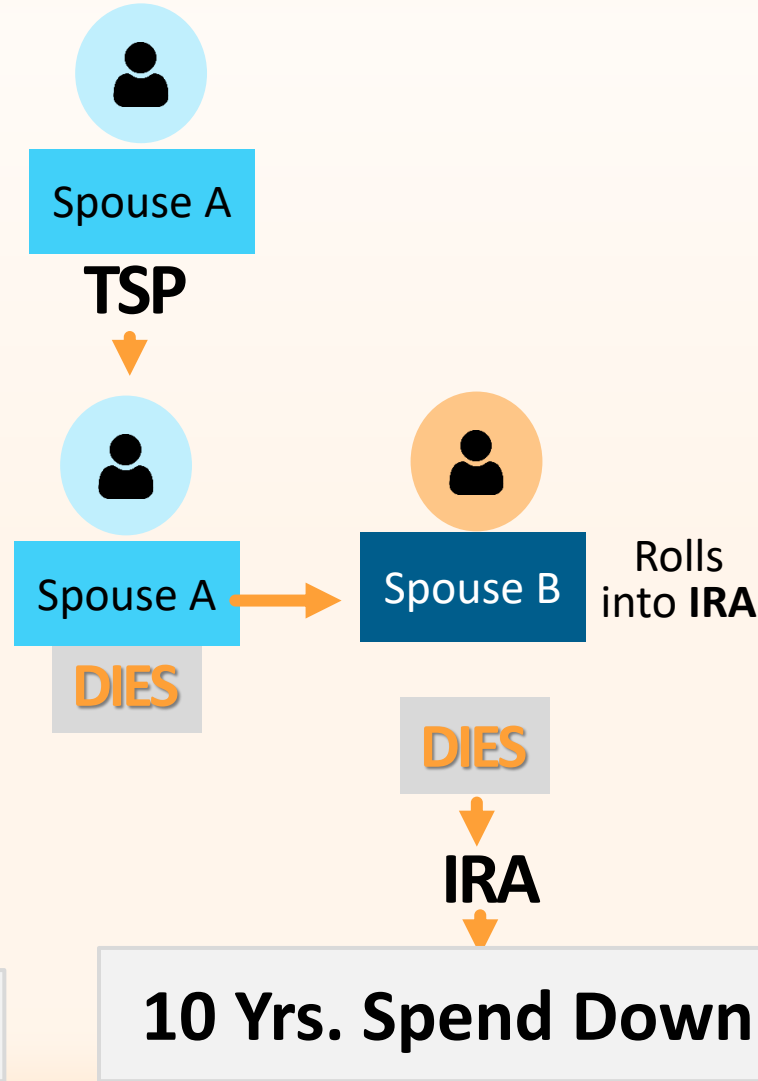 Spouse A
TSP
Spouse A
DIES
Spouse B
Rolls
into IRA
DIES
IRA
10 Yrs. Spend Down